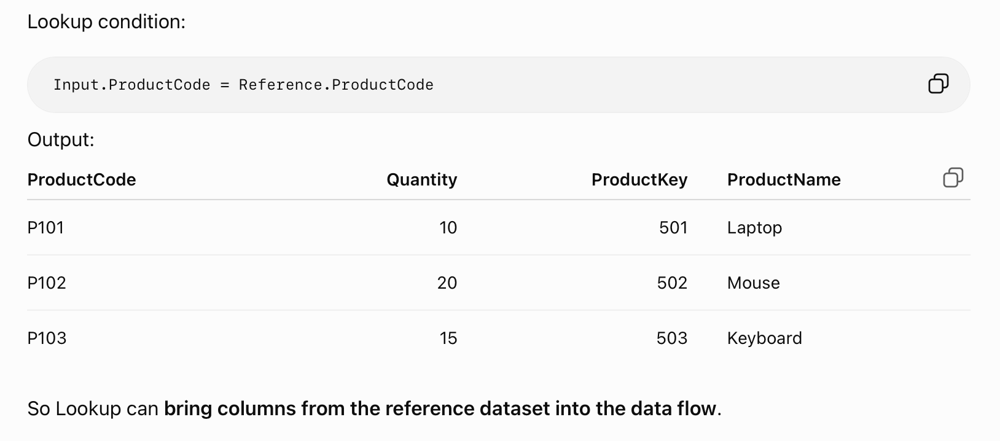 Lookup condition:
Input.ProductCode = Reference.ProductCode
Output:
ProductCode Quantity ProductKey ProductName
P101 10 501 Laptop
P102 20 502 Mouse
P103 15 503 Keyboard
So Lookup can bring columns from the reference dataset into the data flow.